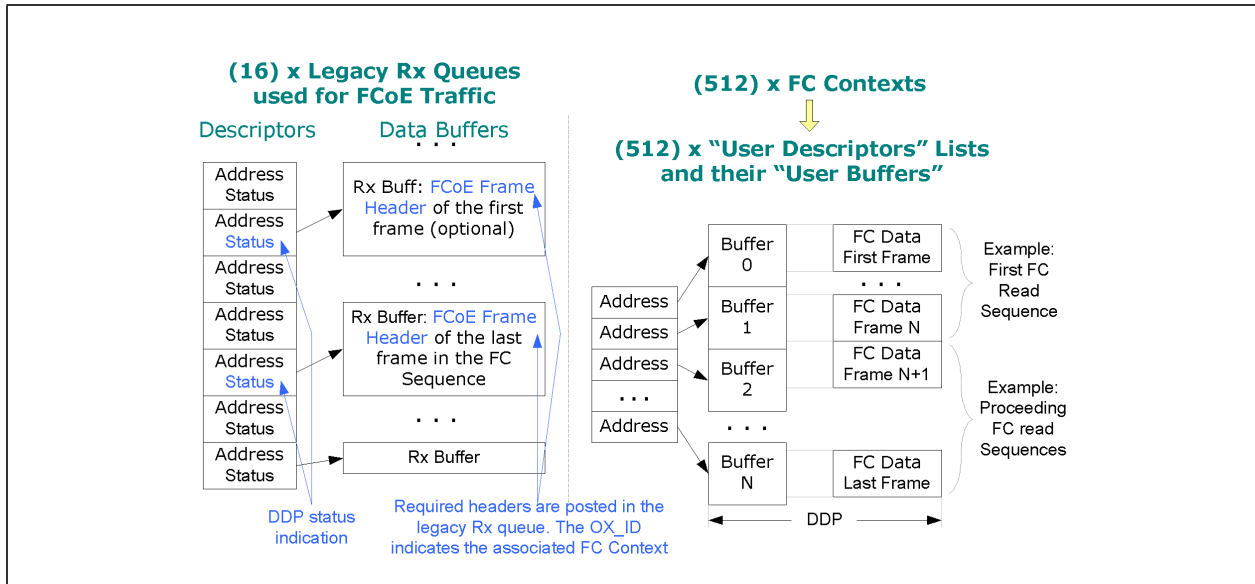 (16) x Legacy Rx Queues
used for FCoE Traffic
Descriptors
Data Buffers
. . .
Address
Status
Address
Status
Address
Status
Address
Status
Address
Status
Address
Status
Address
Status
Rx Buff: FCoE Frame
Header of the first
frame (optional)
. . .
Rx Buffer: FCoE Frame
Header of the last
frame in the FC
Sequence
. . .
Rx Buffer
DDP status
indication
Required headers are posted in the
legacy Rx queue. The OX_ID
indicates the associated FC Context
(512) x FC Contexts
(512) x “User Descriptors” Lists
and their “User Buffers”
Address
Address
Address
. . .
Address
Buffer
0
Buffer
1
Buffer
2
. . .
Buffer
N
FC Data
First Frame
. . .
FC Data
Frame N
FC Data
Frame N+1
FC Data
Last Frame
DDP
Example:
First FC
Read
Sequence
Example:
Proceeding
FC read
Sequences